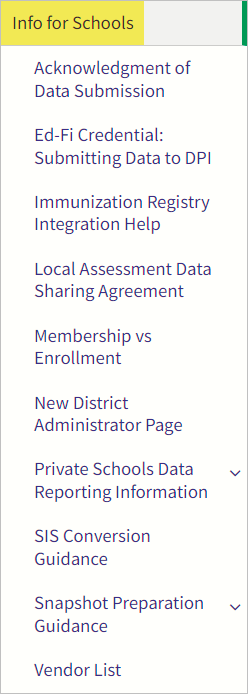 Info for Schools
Acknowledgment of
Data Submission
Ed-Fi Credential:
Submitting Data to DPI
Immunization Registry
Integration Help
Local Assessment Data
Sharing Agreement
Membership vs
Enrollment
New District
Administrator Page
Private Schools Data
Reporting Information
SIS Conversion
Guidance
Snapshot Preparation
Guidance
Vendor List